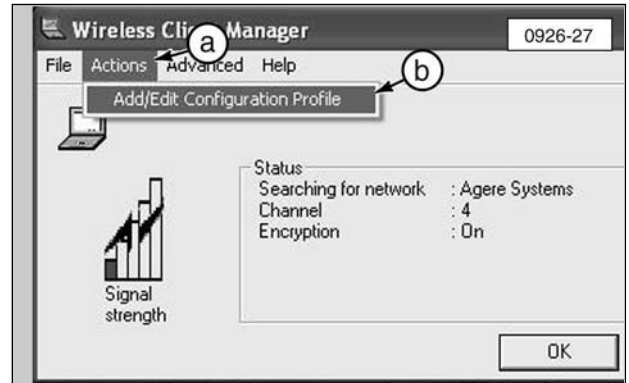 Wireless Client Manager
0926-27
a
File Actions Advanced Help
b
Add/Edit Configuration Profile
Status
Searching for network : Agere Systems
Channel : 4
Encryption : On
Signal
strength
OK